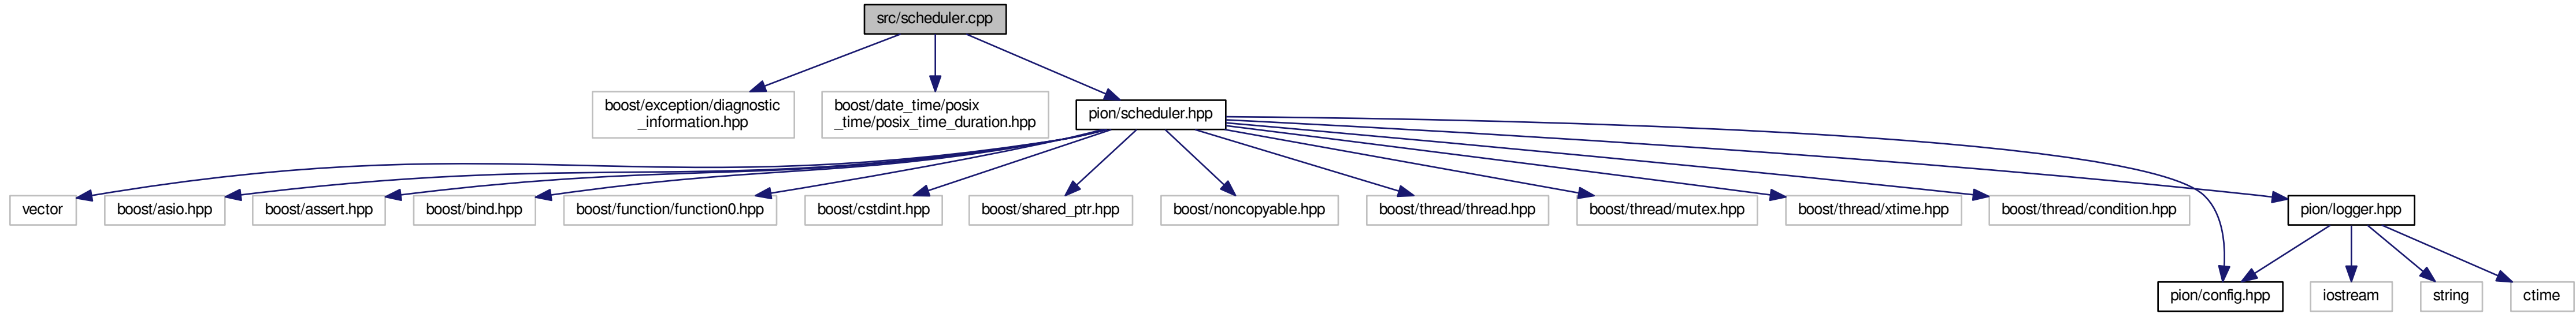 src/scheduler.cpp
boost/exception/diagnostic
_information.hpp
boost/date_time/posix
_time/posix_time_duration.hpp
pion/scheduler.hpp
vector
boost/asio.hpp
boost/assert.hpp
boost/bind.hpp
boost/function/function0.hpp
boost/cstdint.hpp
boost/shared_ptr.hpp
boost/noncopyable.hpp
boost/thread/thread.hpp
boost/thread/mutex.hpp
boost/thread/xtime.hpp
boost/thread/condition.hpp
pion/logger.hpp
pion/config.hpp
iostream
string
ctime